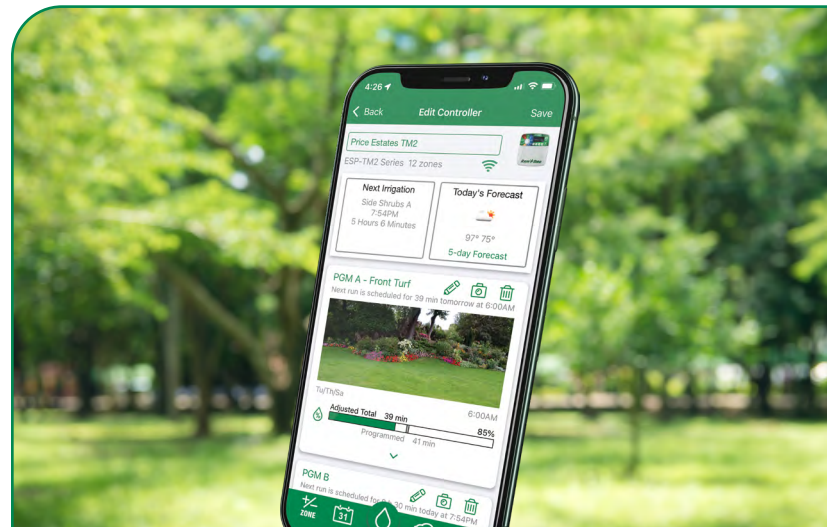 4:26
Back Edit Controller Save
Price Estates TM2
ESP-TM2 Series 12 zones
Next Irrigation
Side Shrubs A
7:54PM
5 Hours 6 Minutes
Today's Forecast
97° 75°
5-day Forecast
PGM A - Front Turf
Next run is scheduled for 39 min tomorrow at 6:00AM
Tu/Th/Sa 6:00AM
Adjusted Total 39 min 85%
Programmed 41 min
PGM B
Next run is scheduled for 30 min today at 7:54PM
+/- ZONE
31